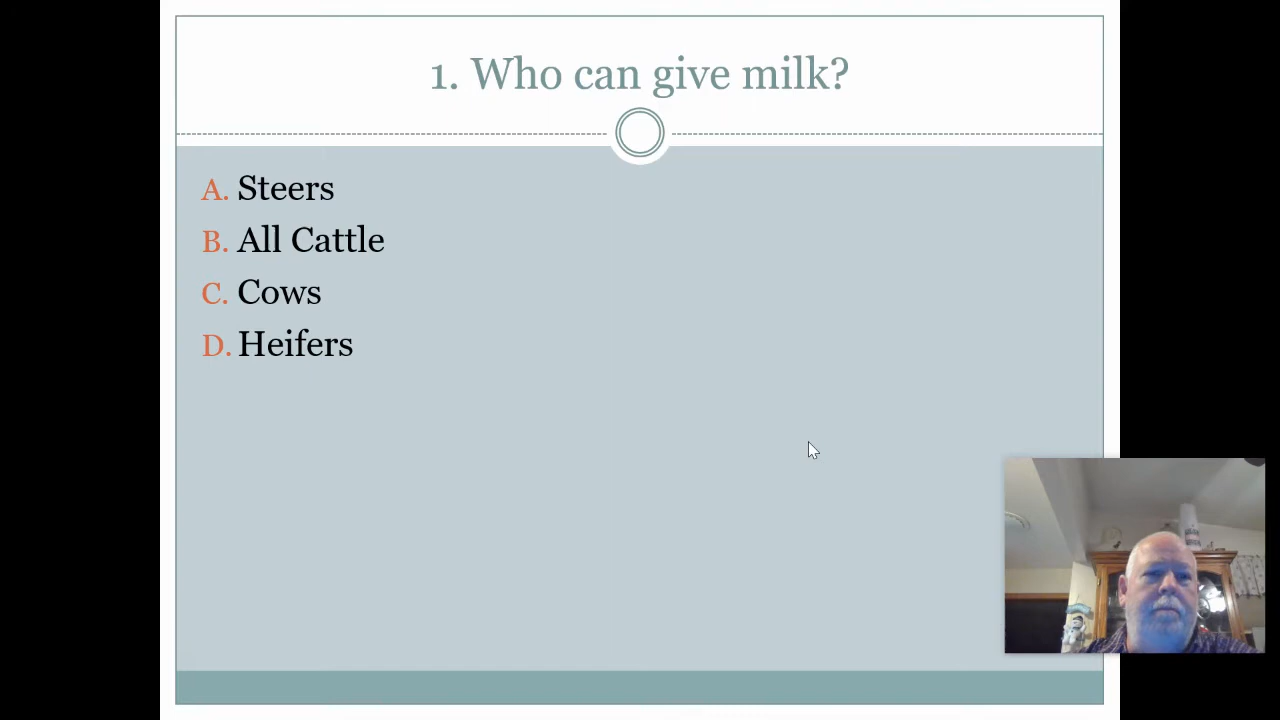 1. Who can give milk?
A. Steers
B. All Cattle
C. Cows
D. Heifers